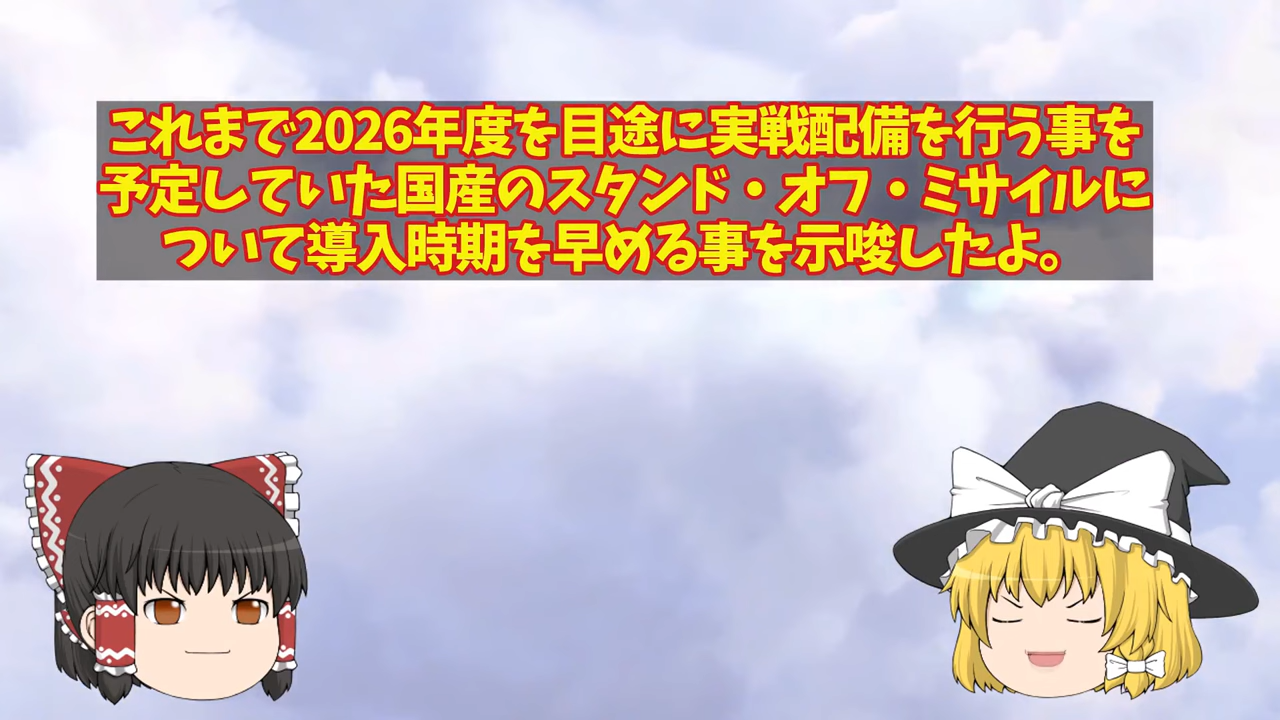 これまで2026年度を目途に実戦配備を行う事を
予定していた国産のスタンド・オフ・ミサイルに
ついて導入時期を早める事を示唆したよ。